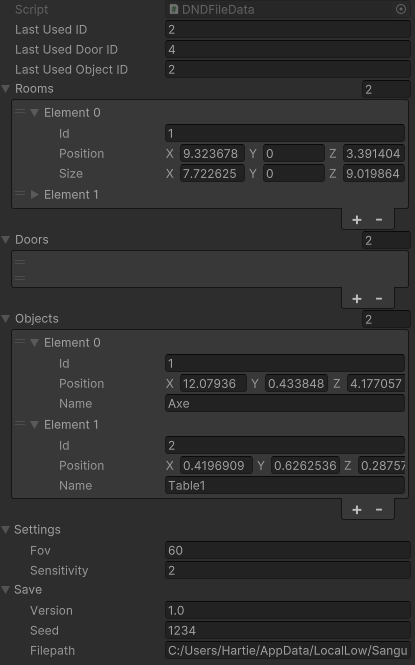 Script DNDFileData
Last Used ID 2
Last Used Door ID 4
Last Used Object ID 2
Rooms 2
Element 0
Id 1
Position X 9.323678 Y 0 Z 3.391404
Size X 7.722625 Y 0 Z 9.019864
Element 1
+ -
Doors 2
+ -
Objects 2
Element 0
Id 1
Position X 12.07936 Y 0.433848 Z 4.177057
Name Axe
Element 1
Id 2
Position X 0.4196909 Y 0.6262536 Z 0.28757
Name Table1
+ -
Settings
Fov 60
Sensitivity 2
Save
Version 1.0
Seed 1234
Filepath C:/Users/Hartie/AppData/LocalLow/Sangu